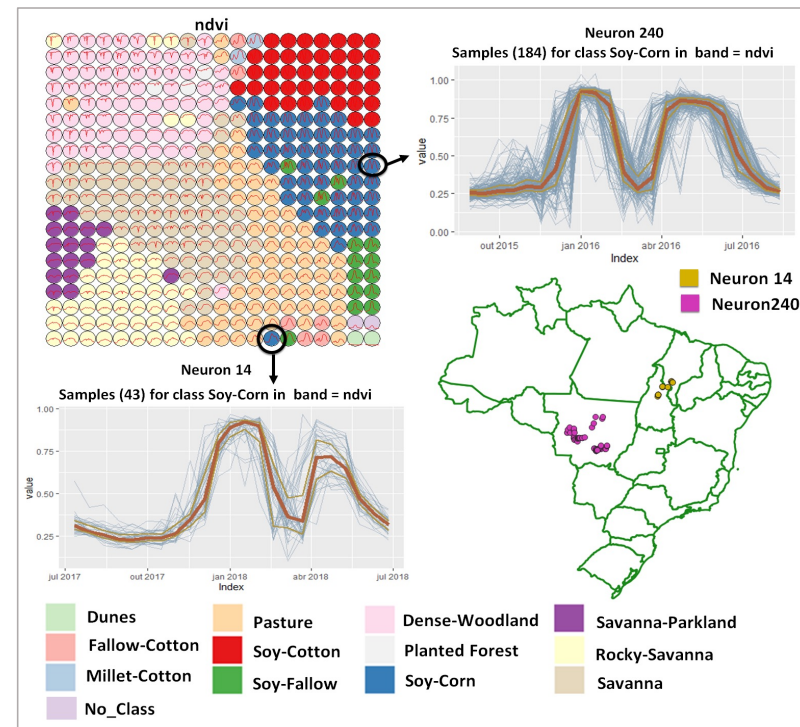 ndvi
Neuron 240
Samples (184) for class Soy-Corn in band = ndvi
1.00
0.75
0.50
0.25
0.00
value
out 2015
jan 2016
abr 2016
jul 2016
Index
Neuron 14
Neuron240
Neuron 14
Samples (43) for class Soy-Corn in band = ndvi
1.00
0.75
0.50
0.25
value
jul 2017
out 2017
jan 2018
abr 2018
jul 2018
Index
Dunes
Pasture
Dense-Woodland
Savanna-Parkland
Fallow-Cotton
Soy-Cotton
Planted Forest
Rocky-Savanna
Millet-Cotton
Soy-Fallow
Soy-Corn
Savanna
No_Class